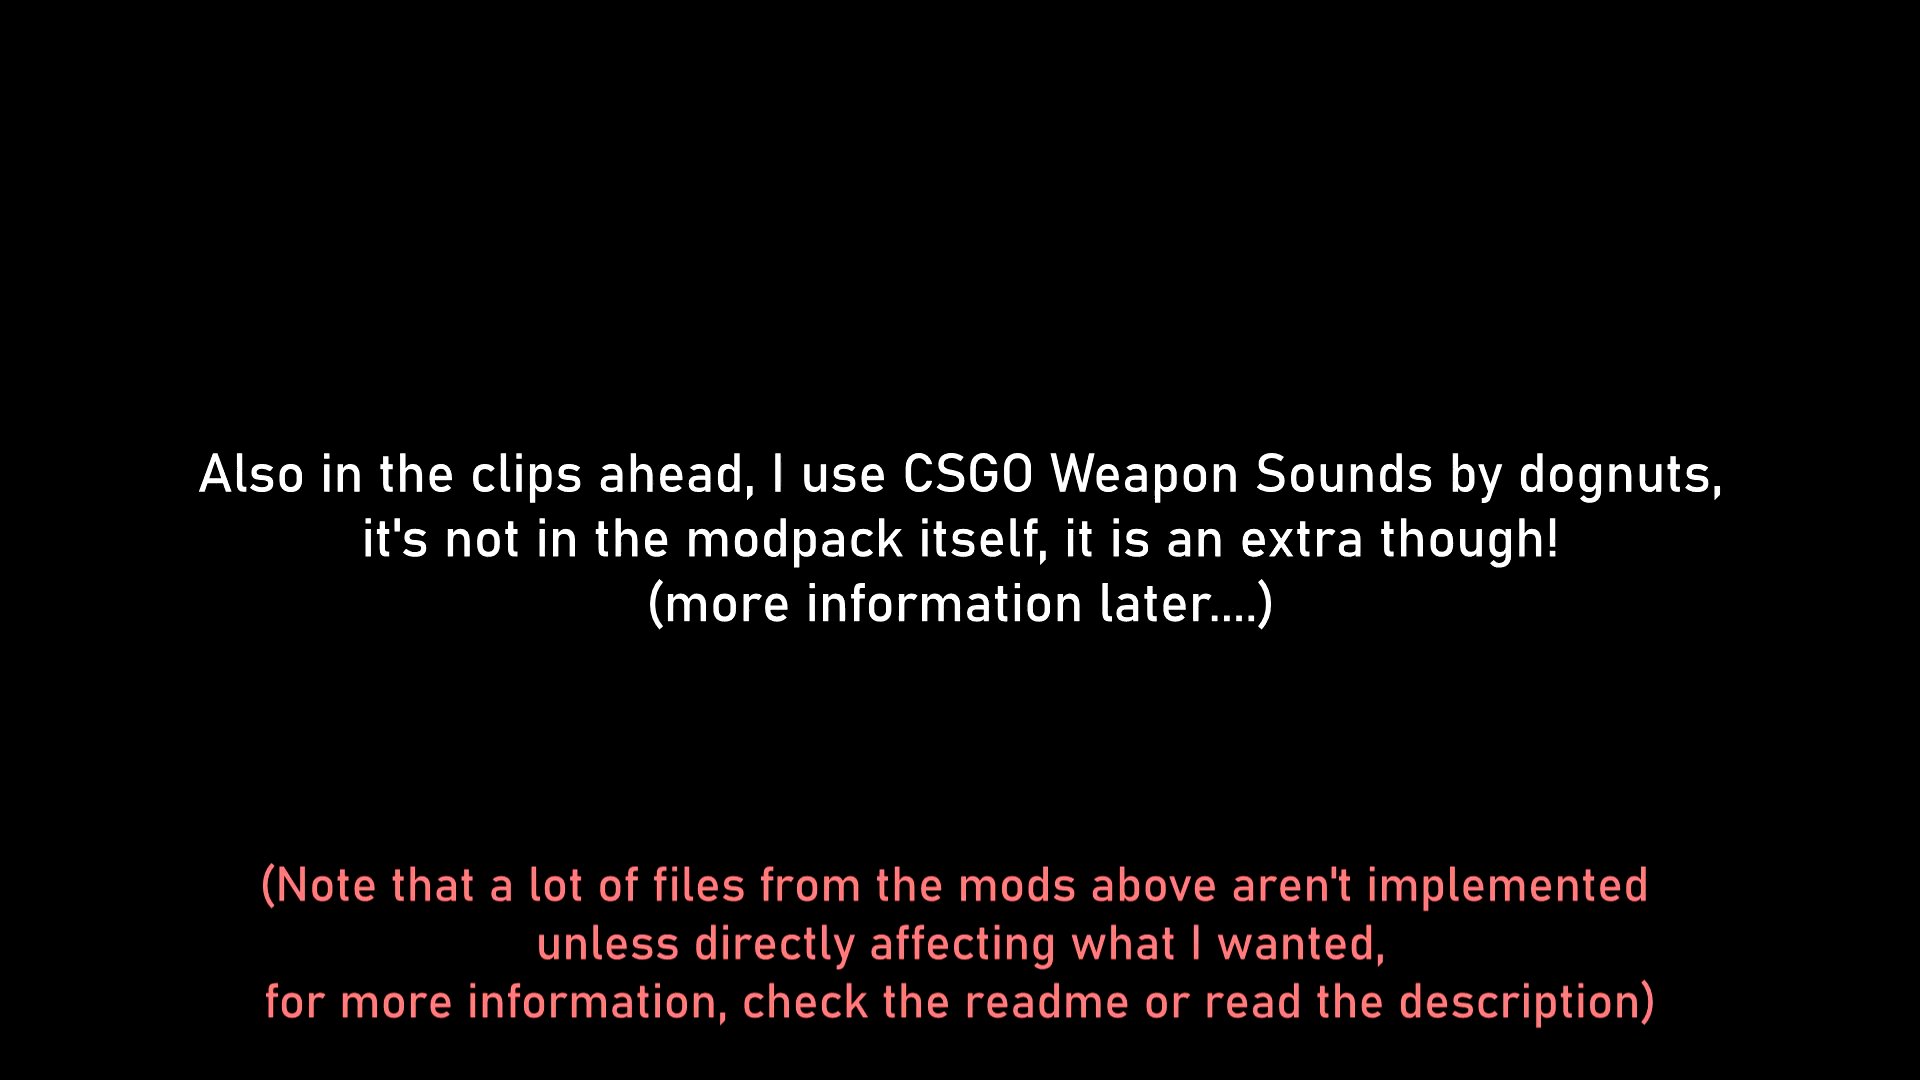 Also in the clips ahead, I use CSGO Weapon Sounds by dognuts,
it's not in the modpack itself, it is an extra though!
(more information later....)
(Note that a lot of files from the mods above aren't implemented
unless directly affecting what I wanted,
for more information, check the readme or read the description)